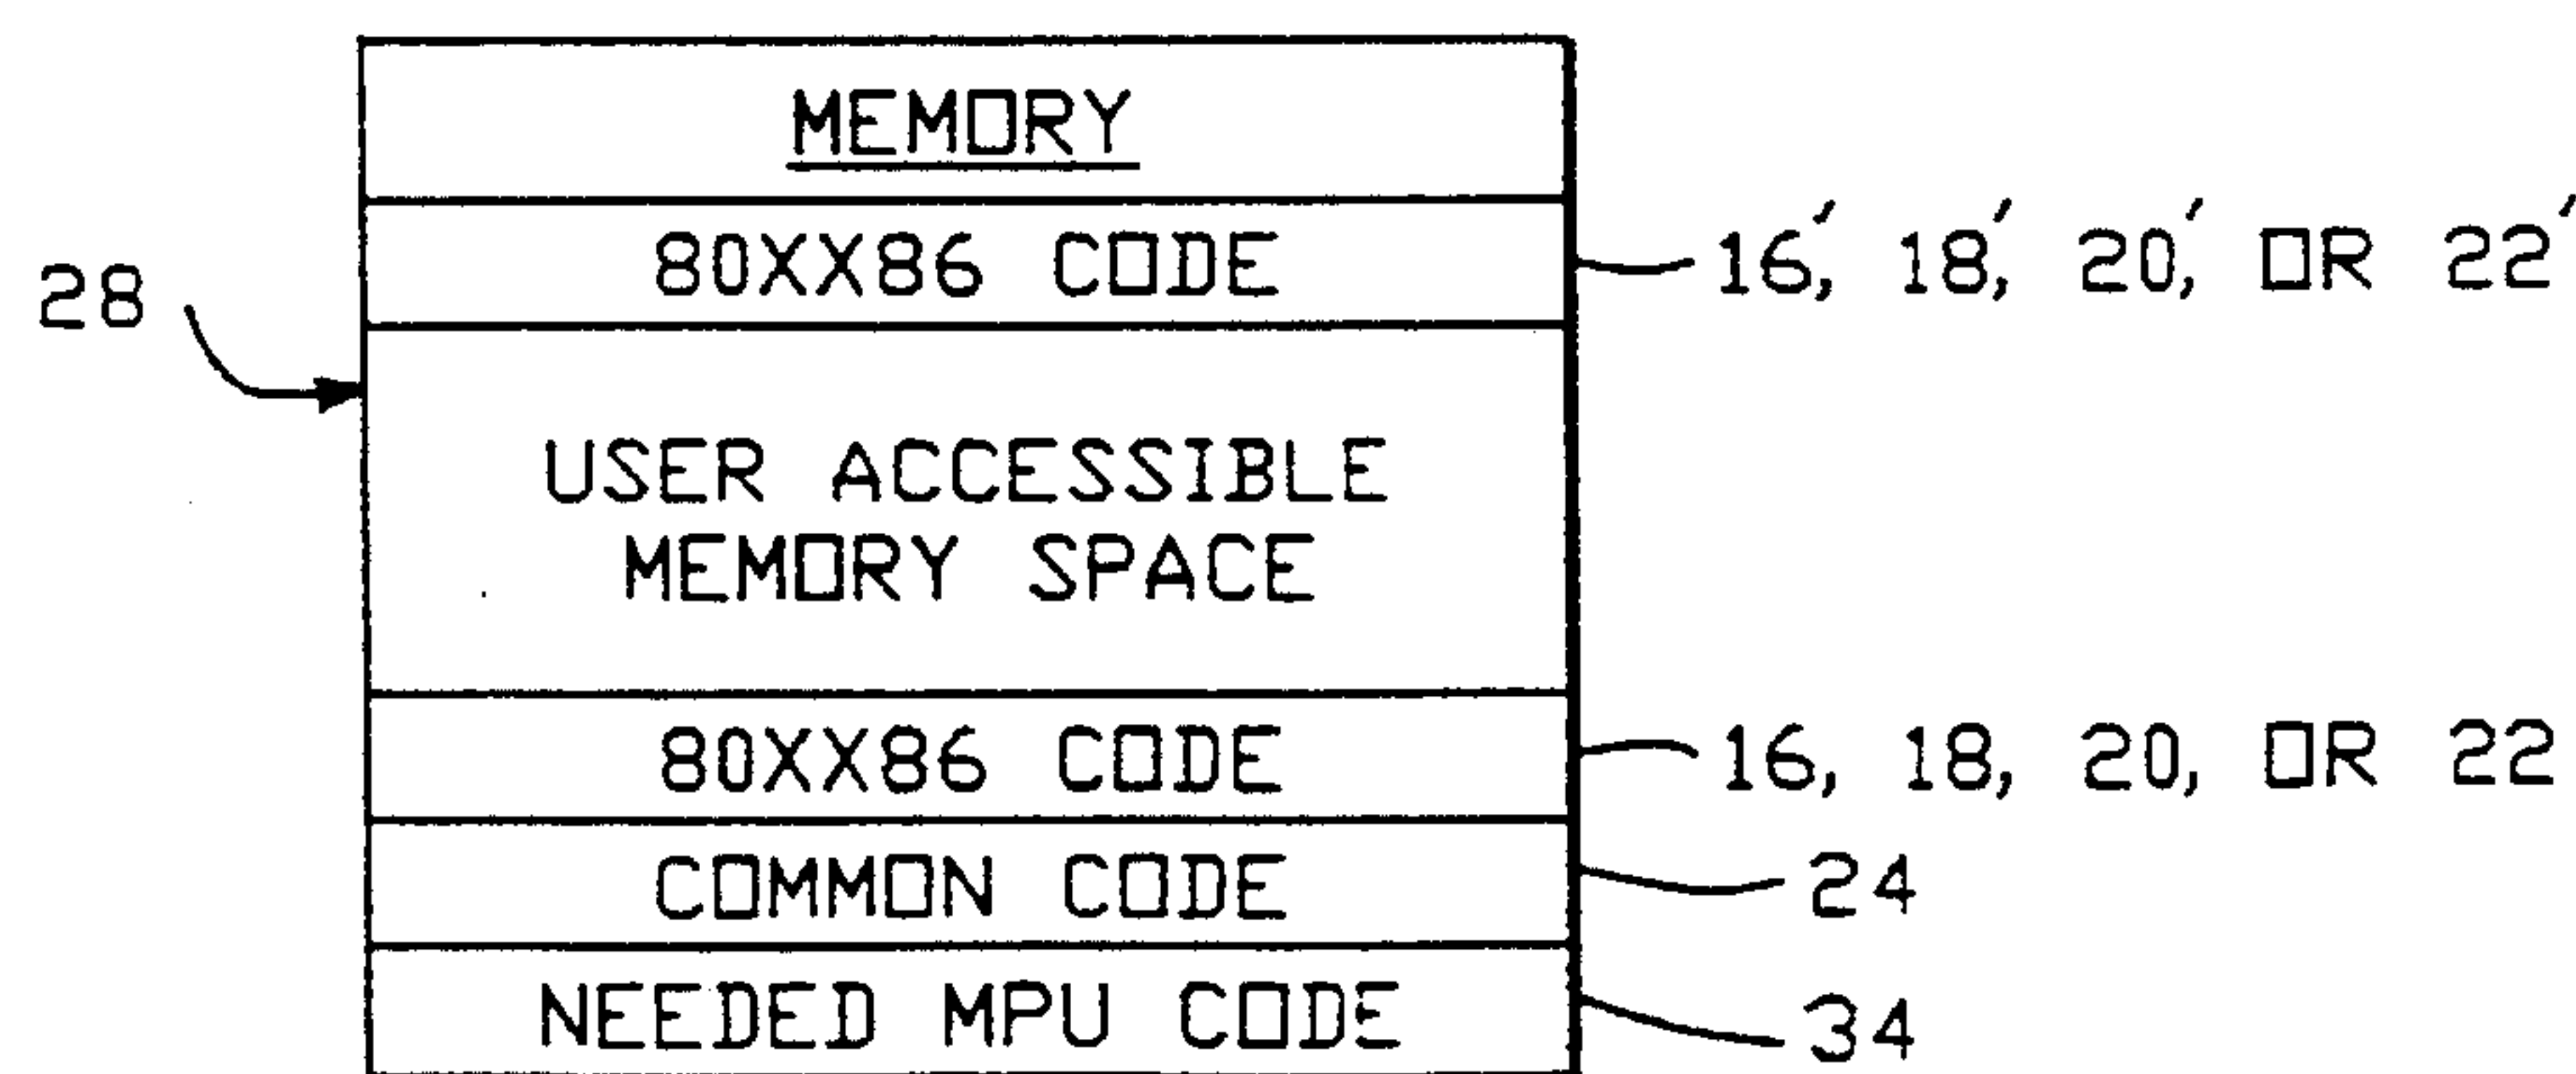 MEMORY
80XX86 CODE 16', 18', 20', OR 22'
28
USER ACCESSIBLE
MEMORY SPACE
80XX86 CODE 16, 18, 20, OR 22
COMMON CODE 24
NEEDED MPU CODE 34